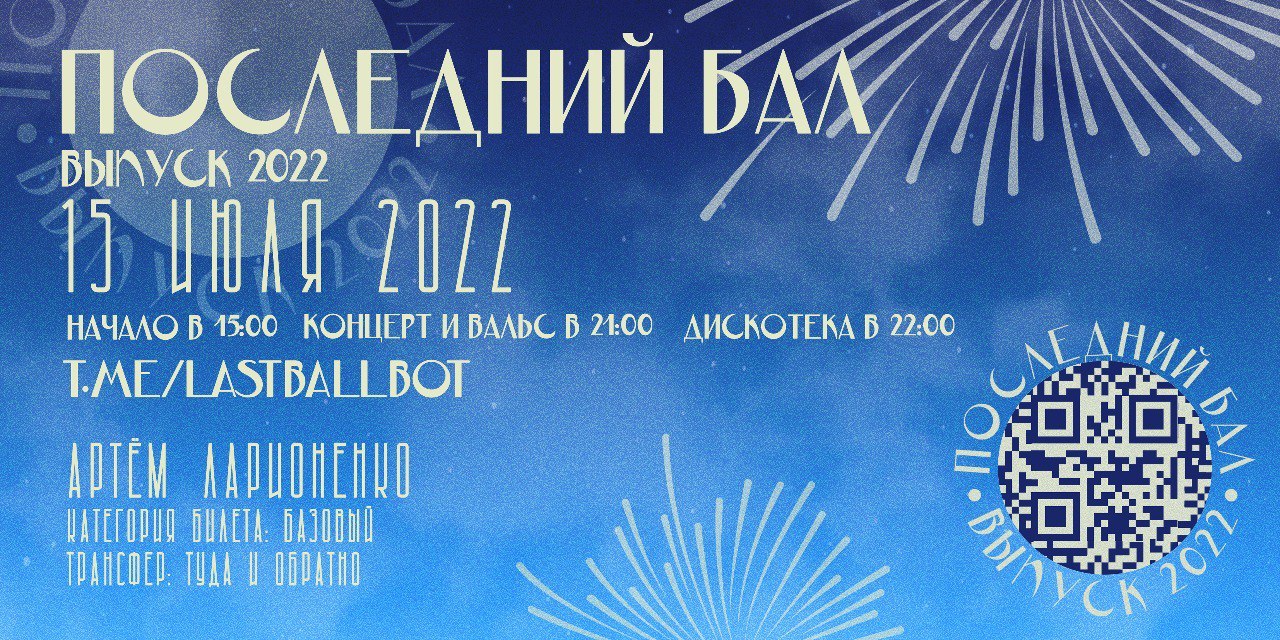 ПОСЛЕДНИЙ БАЛ
ВЫПУСК 2022
15 ИЮЛЯ 2022
НАЧАЛО В 15:00 КОНЦЕРТ И ВАЛЬС В 21:00 ДИСКОТЕКА В 22:00
T.ME/LASTBALLBOT
АРТЁМ ЛАРИОНЕНКО
КАТЕГОРИЯ БИЛЕТА: БАЗОВЫЙ
ТРАНСФЕР: ТУДА И ОБРАТНО
ПОСЛЕДНИЙ БАЛ
• ВЫПУСК 2022 •